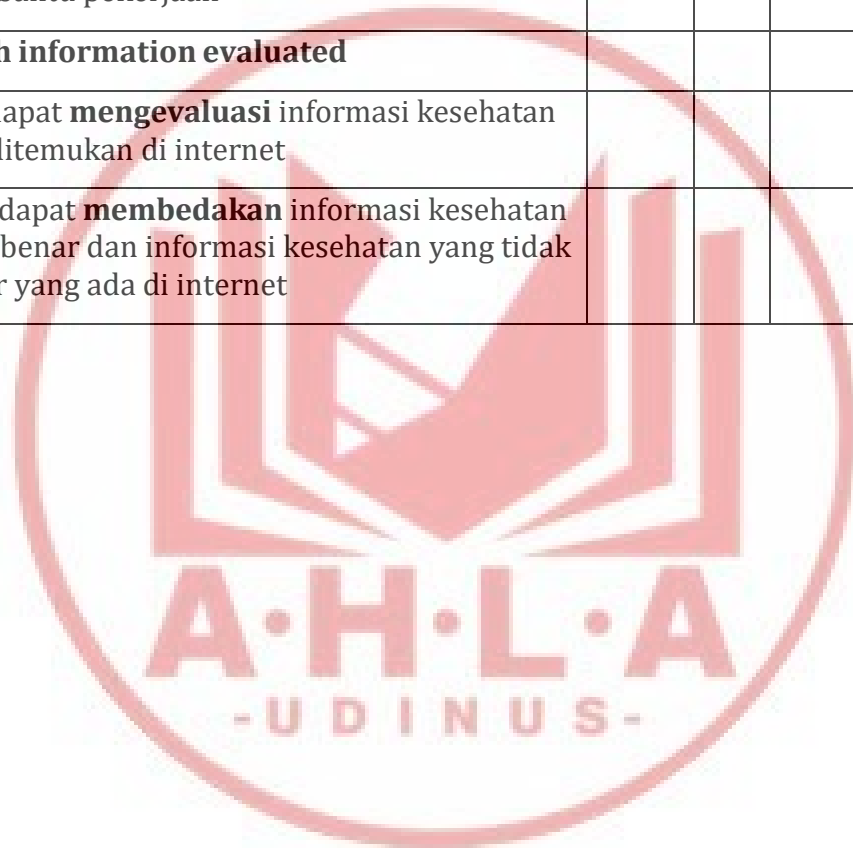 h information evaluated
apat mengevaluasi informasi kesehatan
ditemukan di internet
dapat membedakan informasi kesehatan
benar dan informasi kesehatan yang tidak
r yang ada di internet
A·H·L·A
-UDINUS-